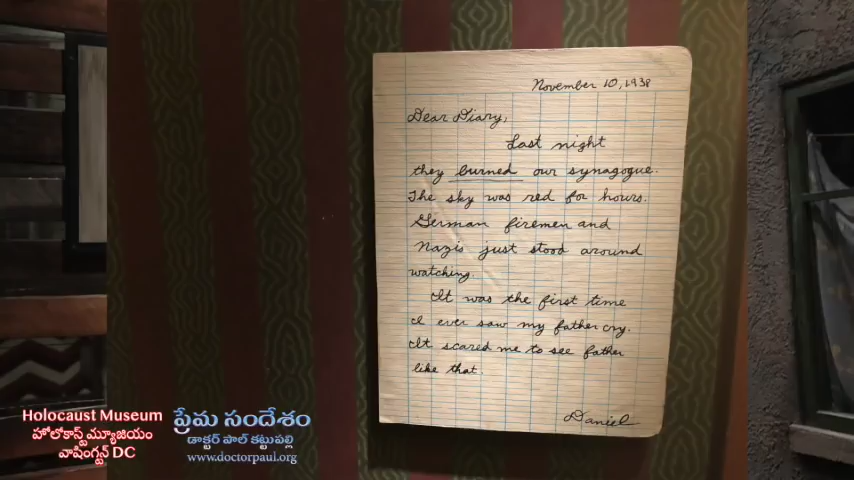 November 10, 1938
Dear Diary,
Last night
they burned our synagogue.
The sky was red for hours.
German firemen and
Nazis just stood around
watching.
It was the first time
I ever saw my father cry.
It scared me to see father
like that.
Daniel
Holocaust Museum
హోలోకాస్ట్ మ్యూజియం
వాషింగ్టన్ DC
ప్రేమ సందేశం
డాక్టర్ పాల్ కట్టుపల్లి
www.doctorpaul.org